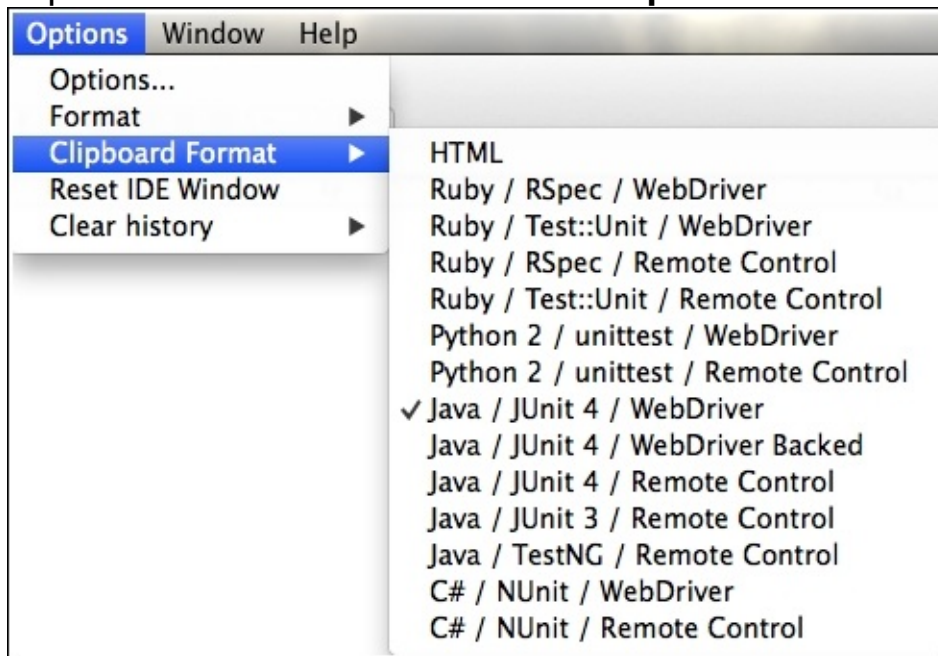 Options Window Help
Options...
Format
Clipboard Format
Reset IDE Window
Clear history
HTML
Ruby / RSpec / WebDriver
Ruby / Test::Unit / WebDriver
Ruby / RSpec / Remote Control
Ruby / Test::Unit / Remote Control
Python 2 / unittest / WebDriver
Python 2 / unittest / Remote Control
Java / JUnit 4 / WebDriver
Java / JUnit 4 / WebDriver Backed
Java / JUnit 4 / Remote Control
Java / JUnit 3 / Remote Control
Java / TestNG / Remote Control
C# / NUnit / WebDriver
C# / NUnit / Remote Control